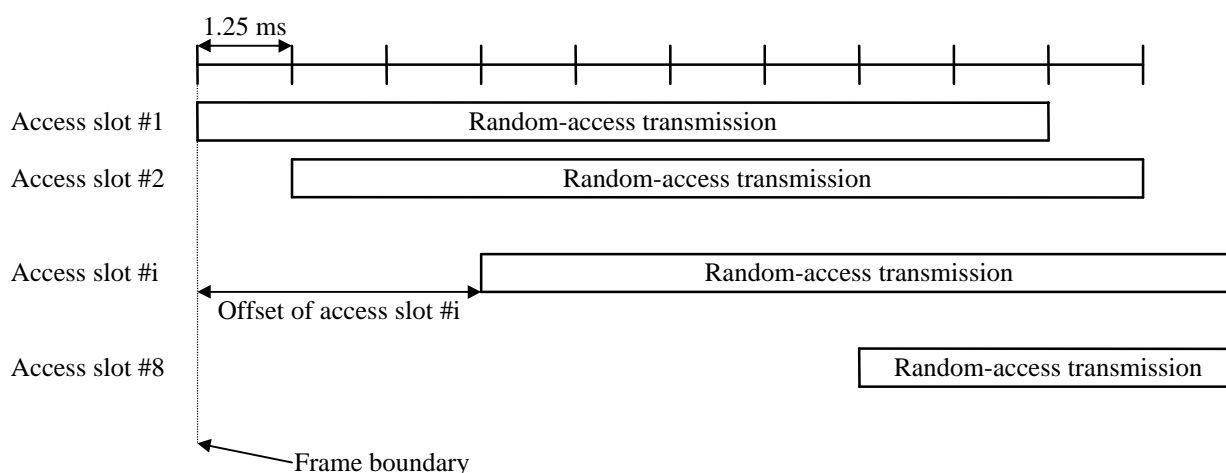 1.25 ms
Access slot #1
Random-access transmission
Access slot #2
Random-access transmission
Access slot #i
Random-access transmission
Offset of access slot #i
Access slot #8
Random-access transmission
Frame boundary